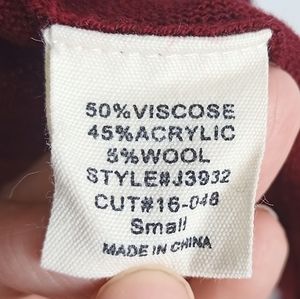 50%VISCOSE
45%ACRYLIC
5%WOOL
STYLE#J3932
CUT#16-048
Small
MADE IN CHINA